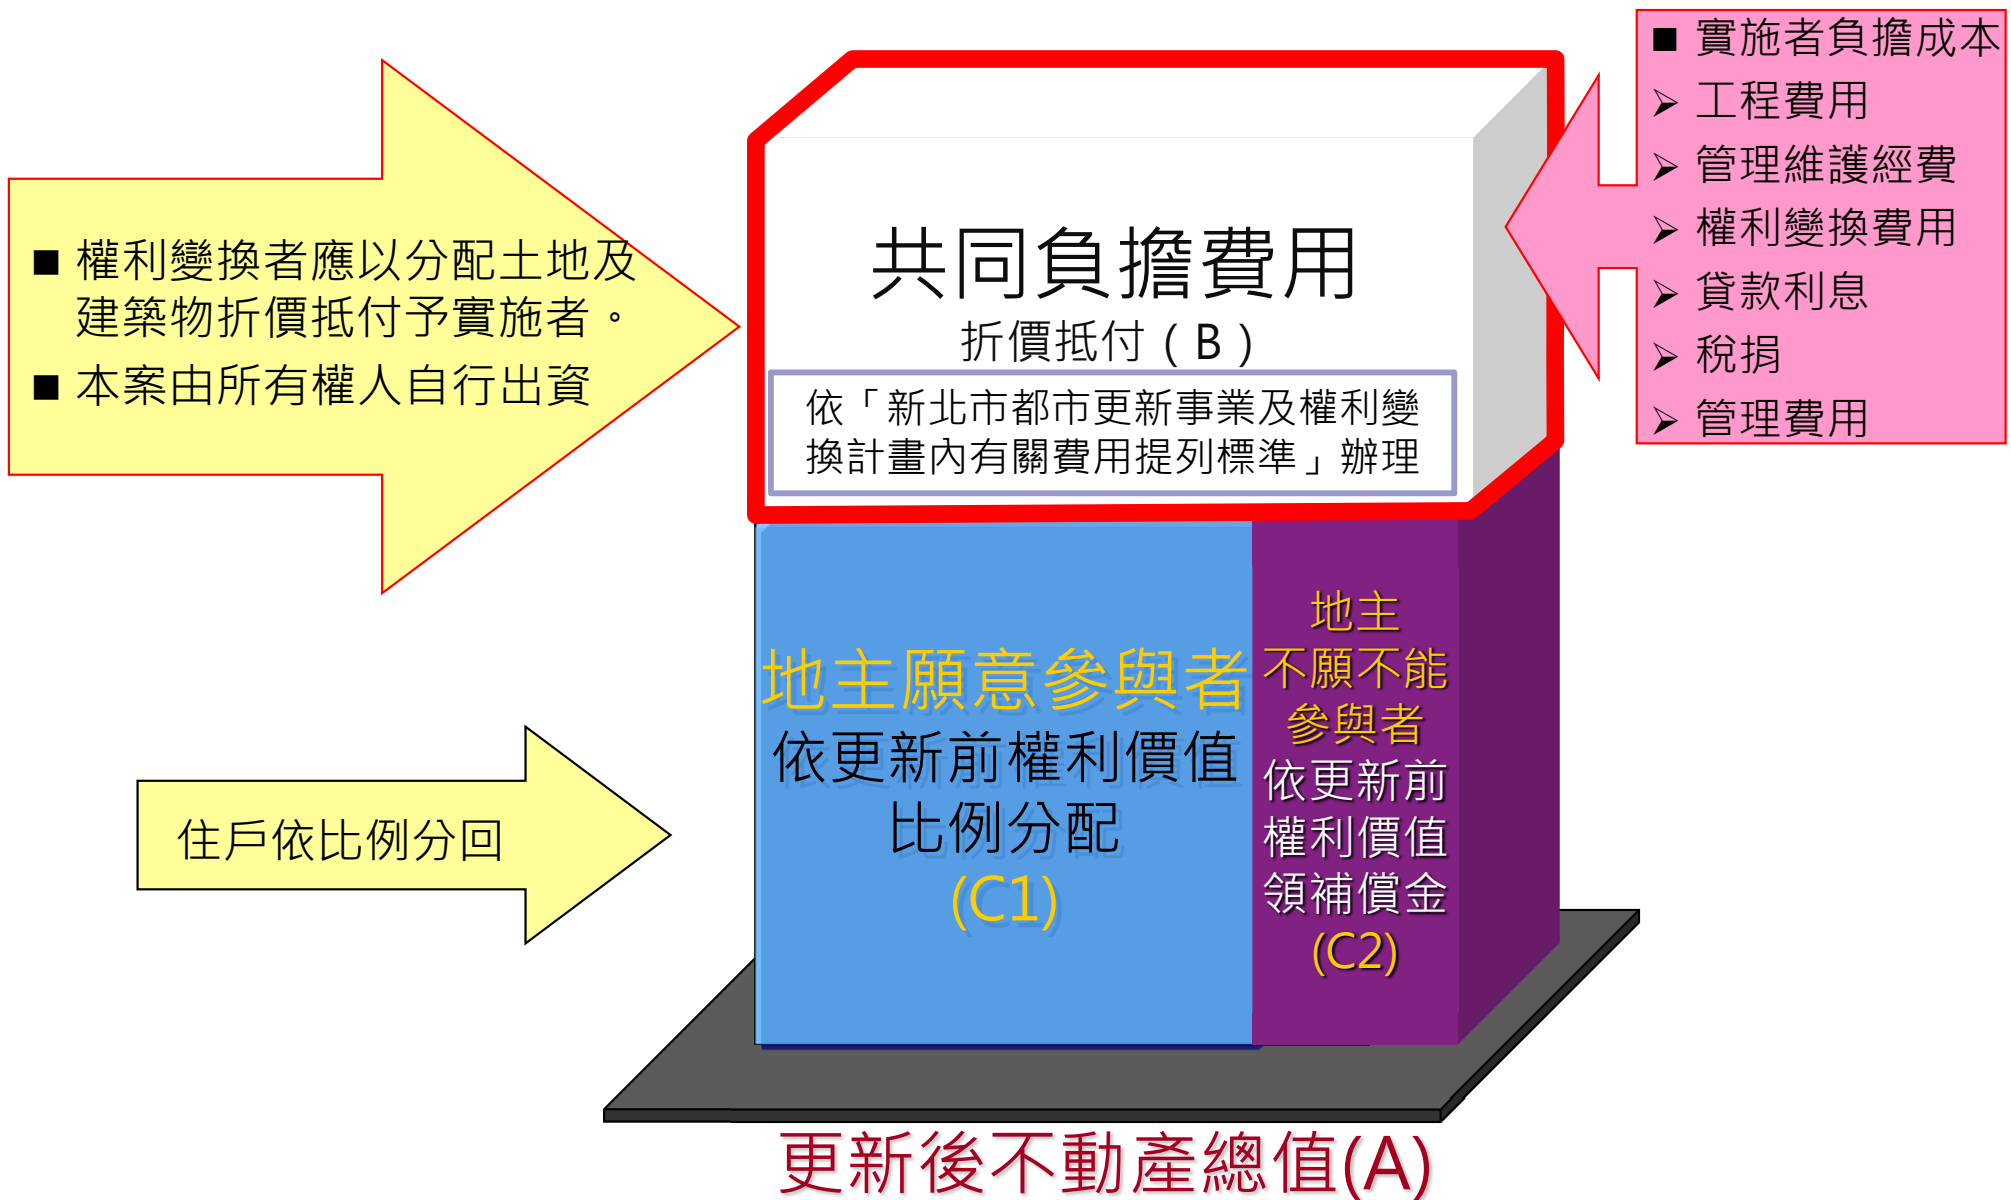 ■ 權利變換者應以分配土地及
建築物折價抵付予實施者。
■ 本案由所有權人自行出資
共同負擔費用
折價抵付（B）
依「新北市都市更新事業及權利變
換計畫內有關費用提列標準」辦理
■ 實施者負擔成本
➢ 工程費用
➢ 管理維護經費
➢ 權利變換費用
➢ 貸款利息
➢ 稅捐
➢ 管理費用
住戶依比例分回
地主願意參與者
依更新前權利價值
比例分配
(C1)
地主
不願不能
參與者
依更新前
權利價值
領補償金
(C2)
更新後不動產總值(A)